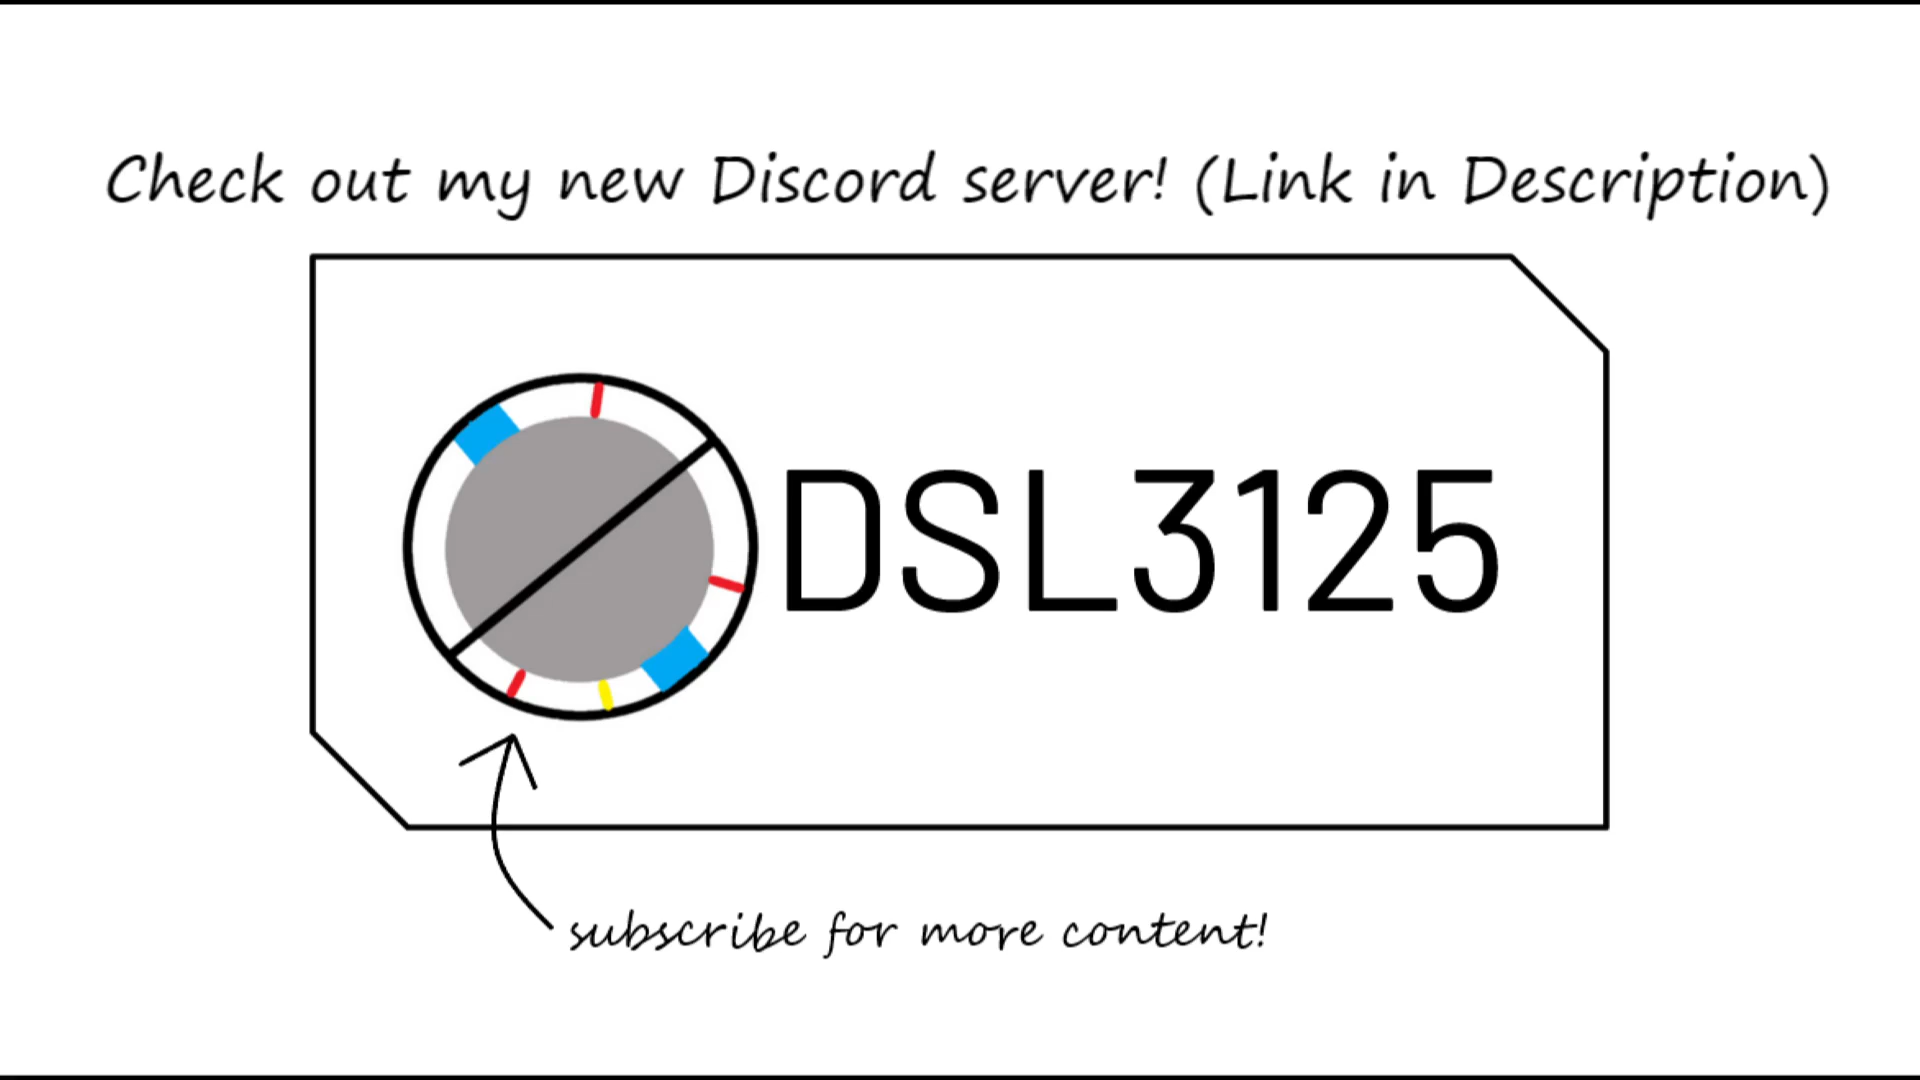 Check out my new Discord server! (Link in Description)
DSL3125
subscribe for more content!